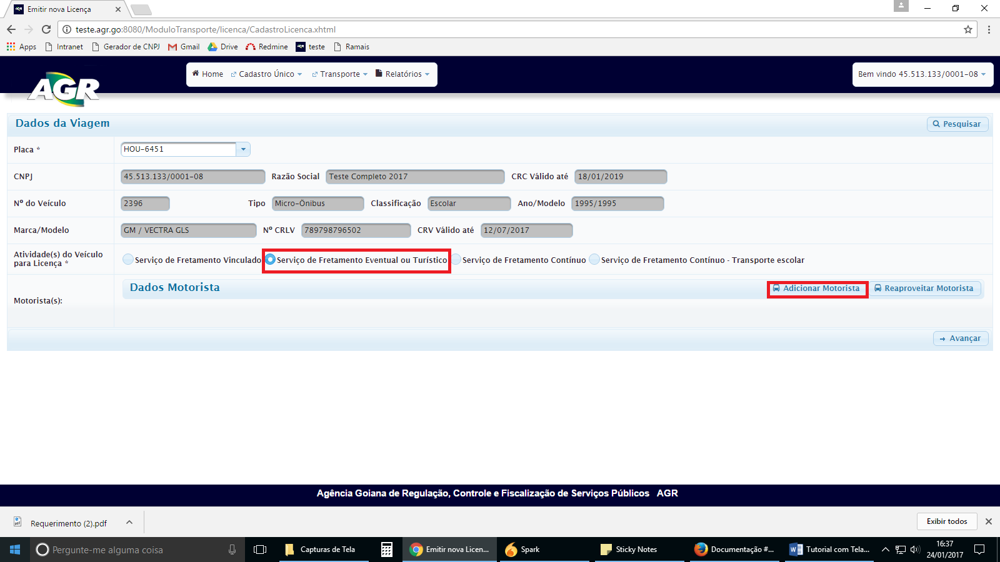 Emitir nova Licença
teste.agr.go:8080/ModuloTransporte/licenca/CadastroLicenca.xhtml
Apps Intranet Gerador de CNPJ Gmail Drive Redmine teste Ramais
AGR Home Cadastro Único Transporte Relatórios Bem vindo 45.513.133/0001-08
Dados da Viagem Pesquisar
Placa * HOU-6451
CNPJ 45.513.133/0001-08 Razão Social Teste Completo 2017 CRC Válido até 18/01/2019
Nº do Veículo 2396 Tipo Micro-Ônibus Classificação Escolar Ano/Modelo 1995/1995
Marca/Modelo GM / VECTRA GLS Nº CRLV 789798796502 CRV Válido até 12/07/2017
Atividade(s) do Veículo
para Licença *
Serviço de Fretamento Vinculado Serviço de Fretamento Eventual ou Turístico Serviço de Fretamento Contínuo Serviço de Fretamento Contínuo - Transporte escolar
Motorista(s):
Dados Motorista Adicionar Motorista Reaproveitar Motorista
Avançar
Agência Goiana de Regulação, Controle e Fiscalização de Serviços Públicos AGR
Requerimento (2).pdf Exibir todos
Pergunte-me alguma coisa Capturas de Tela Emitir nova Licen... Spark Sticky Notes Documentação #... Tutorial com Tela... 16:37
24/01/2017